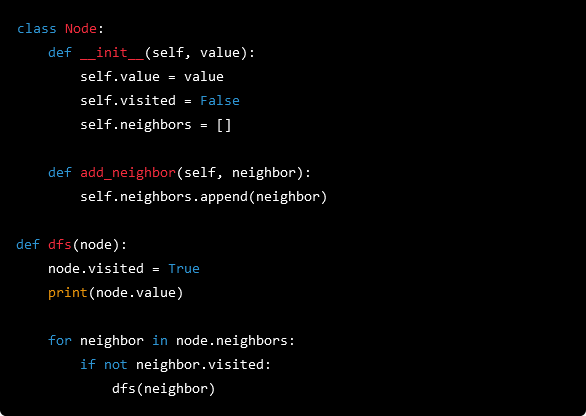 class Node:
    def __init__(self, value):
        self.value = value
        self.visited = False
        self.neighbors = []

    def add_neighbor(self, neighbor):
        self.neighbors.append(neighbor)

def dfs(node):
    node.visited = True
    print(node.value)

    for neighbor in node.neighbors:
        if not neighbor.visited:
            dfs(neighbor)